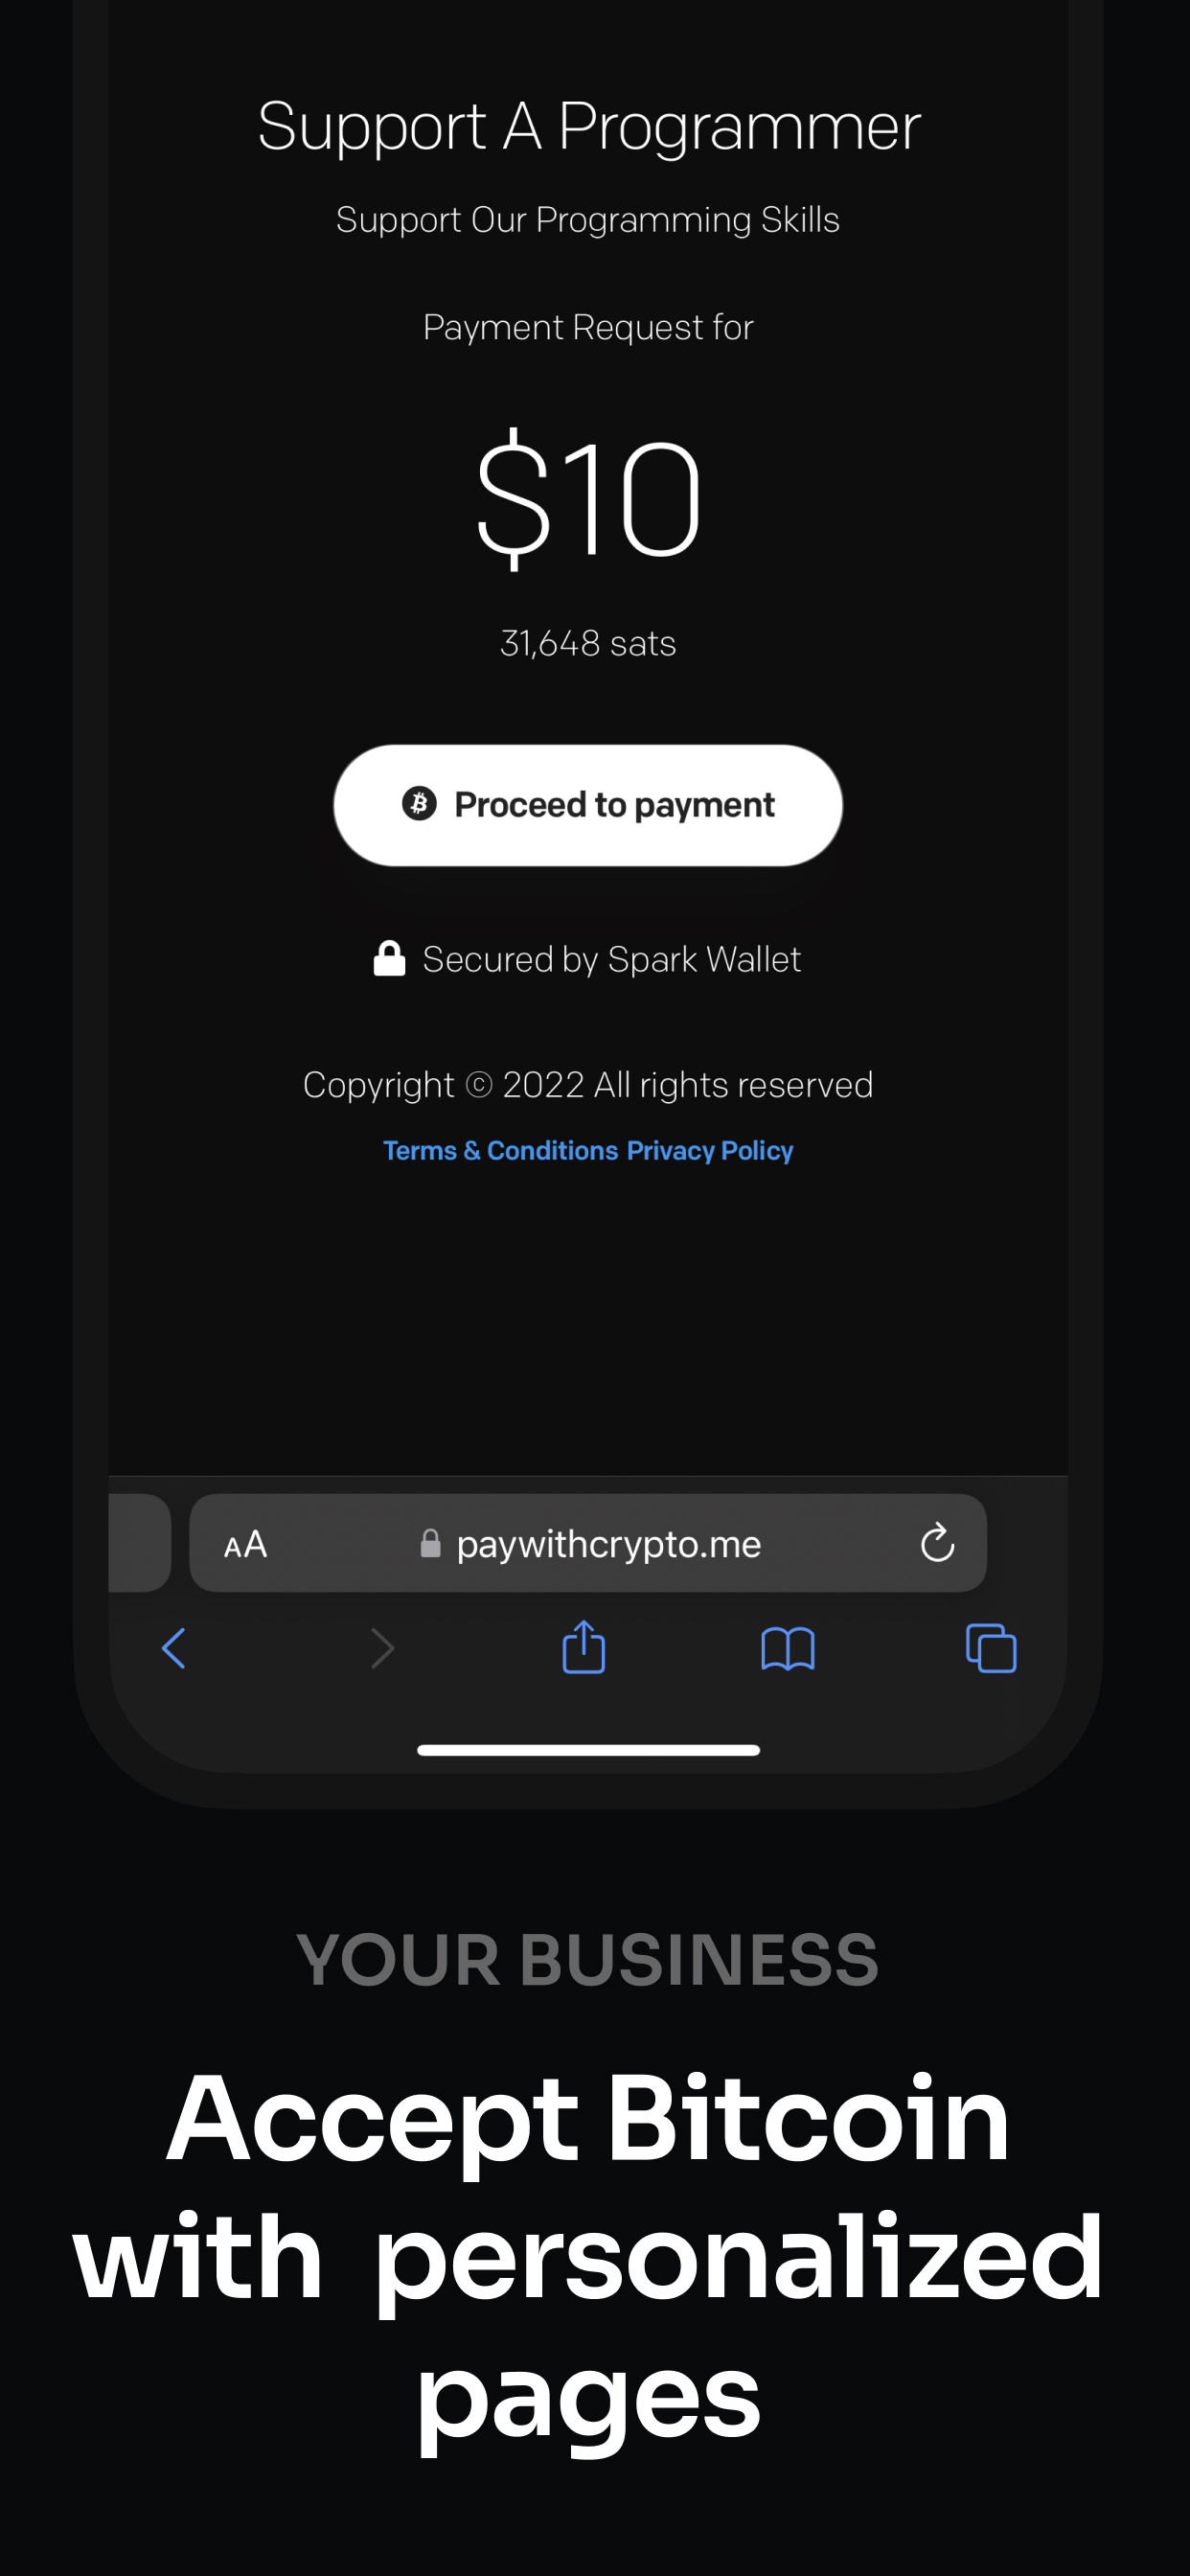 Support A Programmer
Support Our Programming Skills
Payment Request for
$10
31,648 sats
Proceed to payment
Secured by Spark Wallet
Copyright © 2022 All rights reserved
Terms & Conditions Privacy Policy
AA paywithcrypto.me
YOUR BUSINESS
Accept Bitcoin
with personalized
pages